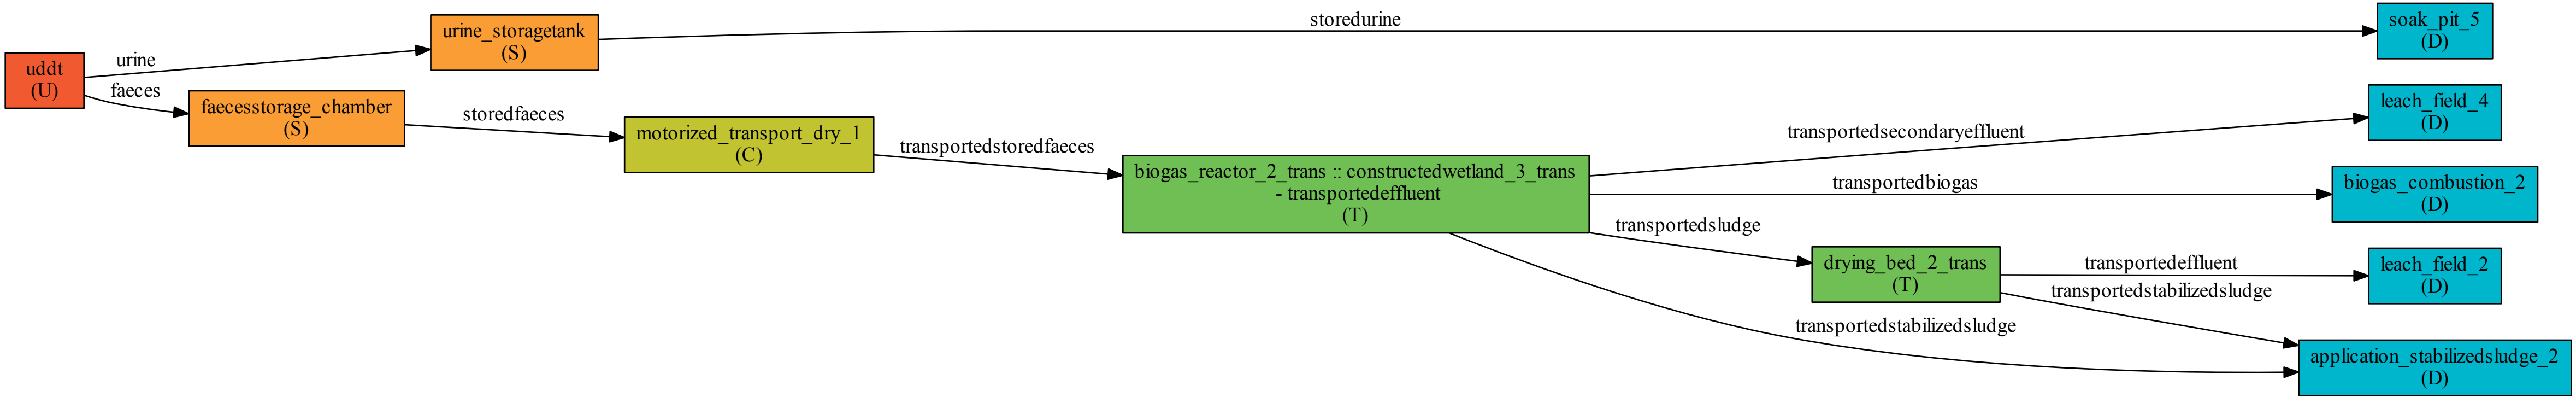 uddt
(U)
urine
faeces
urine_storagetank
(S)
faecesstorage_chamber
(S)
storedurine
storedfaeces
motorized_transport_dry_1
(C)
transportedstoredfaeces
biogas_reactor_2_trans :: constructedwetland_3_trans
- transportedeffluent
(T)
transportedsecondaryeffluent
transportedbiogas
transportedsludge
transportedstabilizedsludge
drying_bed_2_trans
(T)
transportedeffluent
transportedstabilizedsludge
soak_pit_5
(D)
leach_field_4
(D)
biogas_combustion_2
(D)
leach_field_2
(D)
application_stabilizedsludge_2
(D)